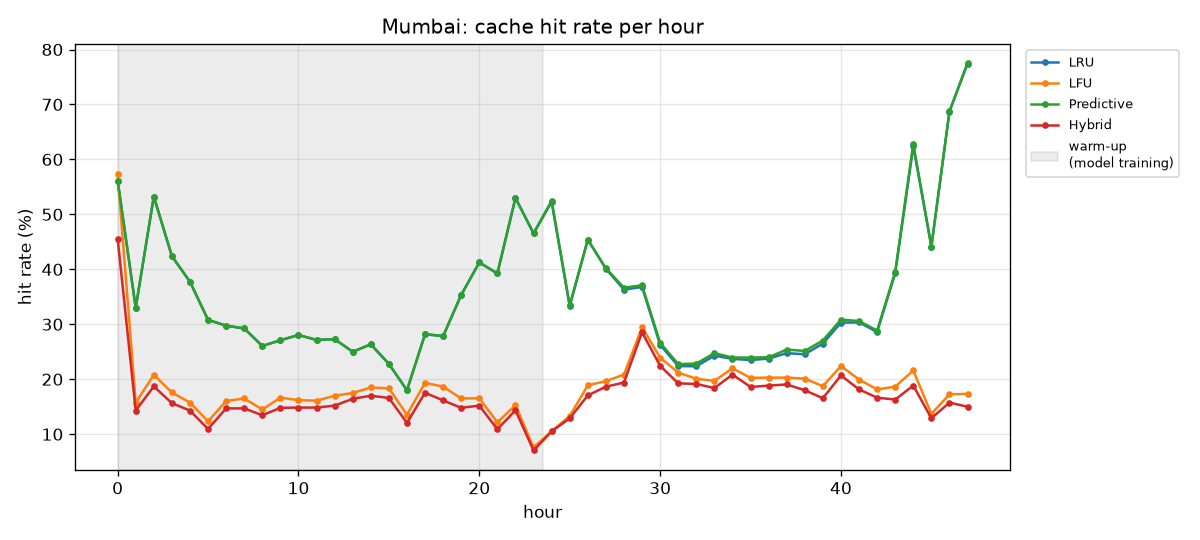 Mumbai: cache hit rate per hour
80
70
60
50
40
30
20
10
hit rate (%)
0
10
20
30
40
hour
LRU
LFU
Predictive
Hybrid
warm-up
(model training)